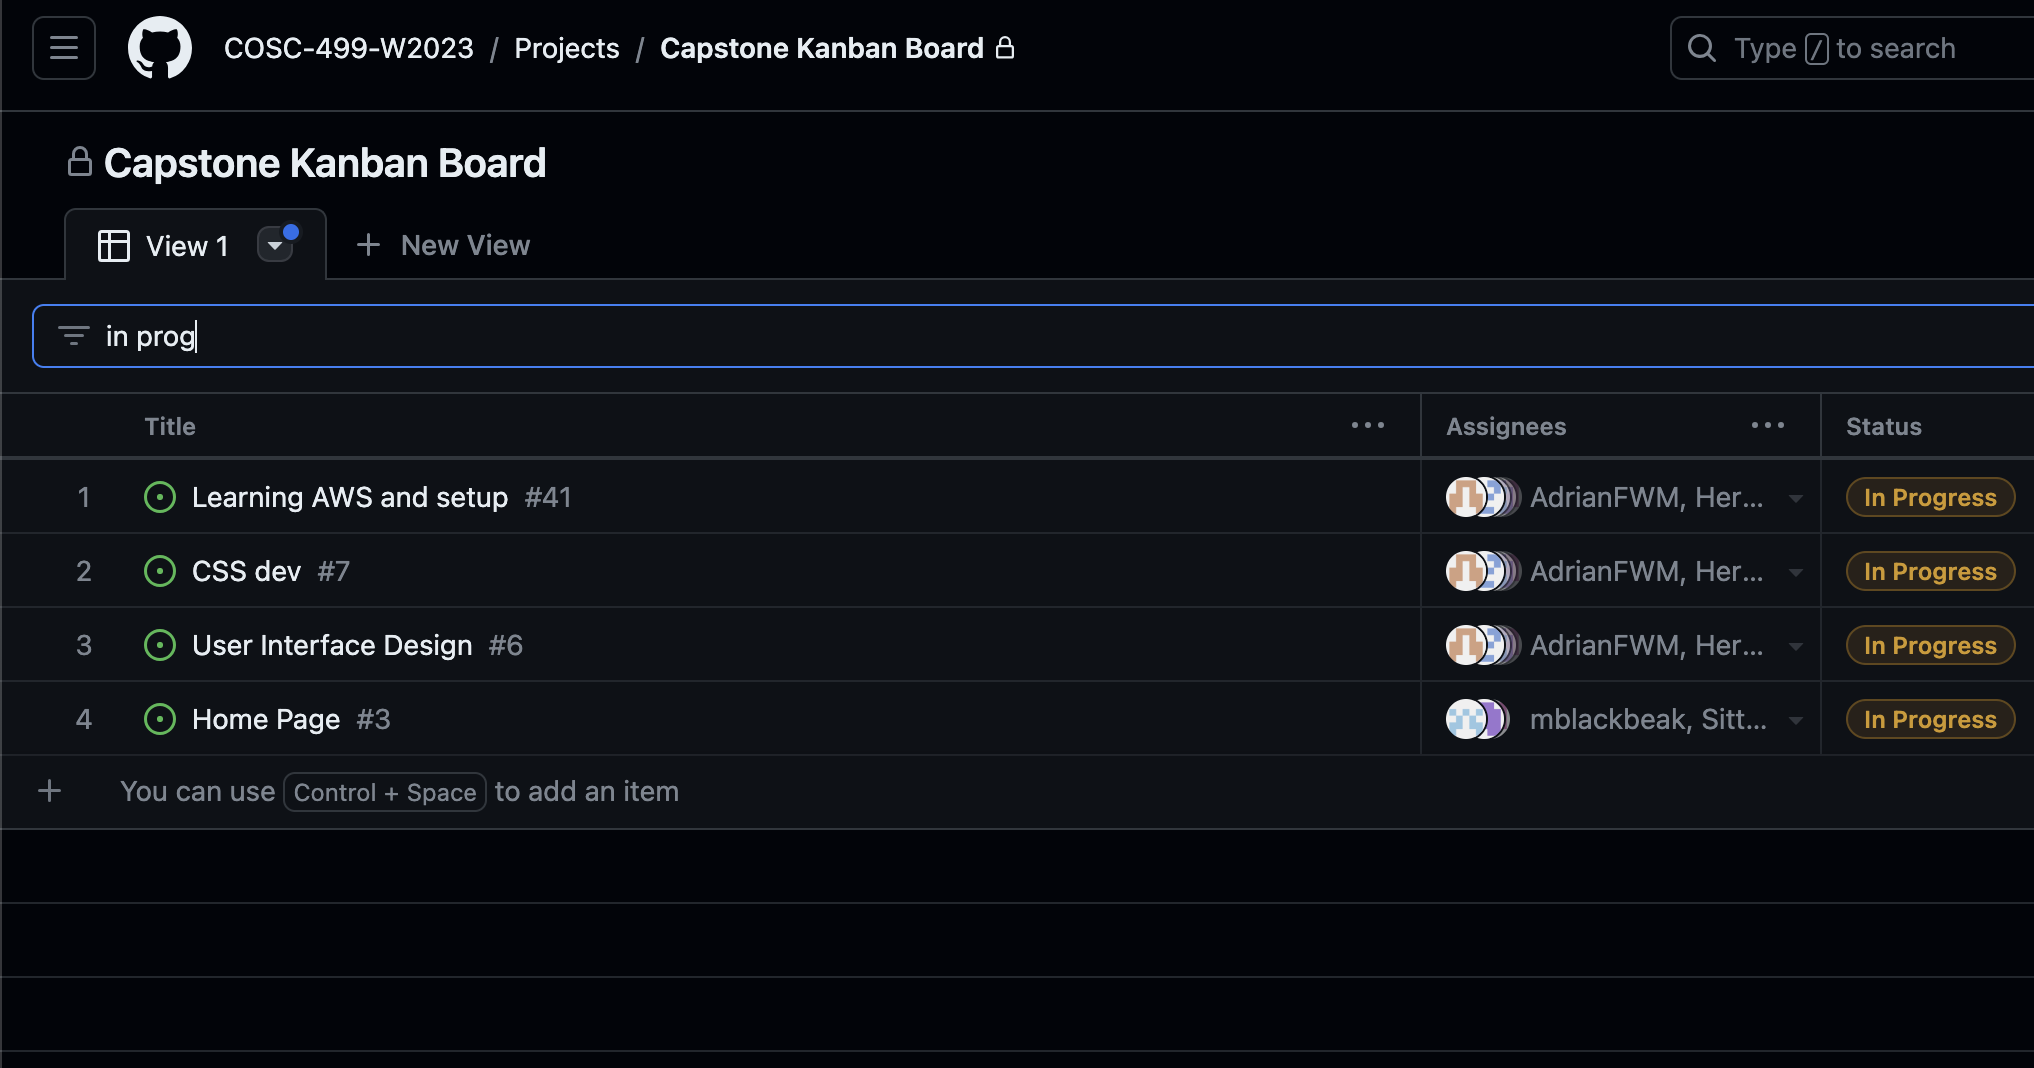 COSC-499-W2023 / Projects / Capstone Kanban Board Type / to search
Capstone Kanban Board
View 1 New View
in prog
Title Assignees Status
1 Learning AWS and setup #41 AdrianFWM, Her... In Progress
2 CSS dev #7 AdrianFWM, Her... In Progress
3 User Interface Design #6 AdrianFWM, Her... In Progress
4 Home Page #3 mblackbeak, Sitt... In Progress
You can use Control + Space to add an item